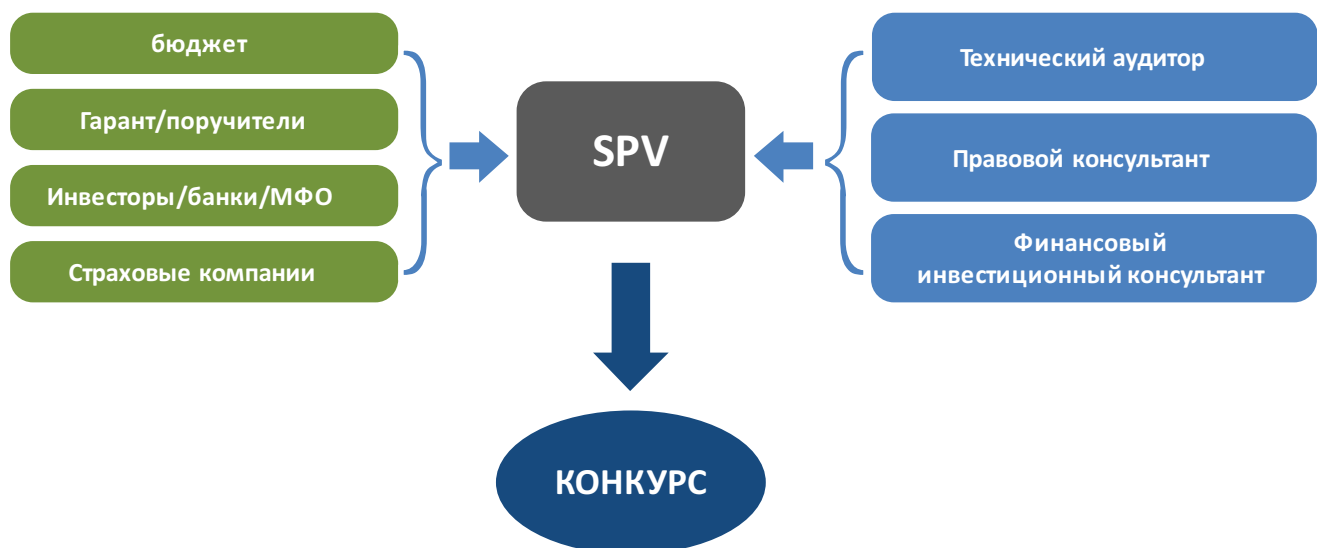 бюджет
Гарант/поручители
Инвесторы/банки/МФО
Страховые компании
SPV
Технический аудитор
Правовой консультант
Финансовый
инвестиционный консультант
КОНКУРС